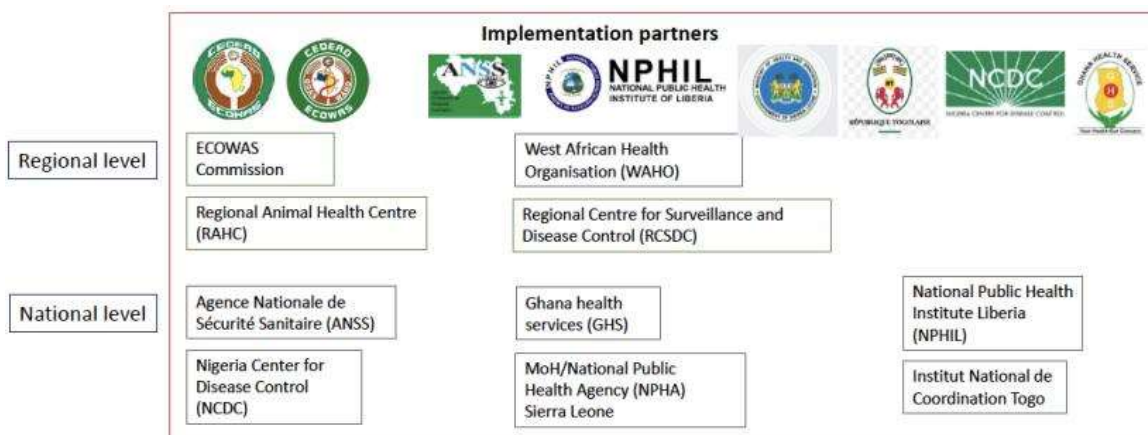 Implementation partners
CEDEAO
ECOWAS
CEDEAO
ECOWAS
ANSS
NPHIL
NATIONAL PUBLIC HEALTH
INSTITUTE OF LIBERIA
RÉPUBLIQUE TOGOLAISE
NCDC
NIGERIA CENTRE FOR DISEASE CONTROL
GHANA HEALTH SERVICE
Your Health Our Concern
Regional level
ECOWAS
Commission
West African Health
Organisation (WAHO)
Regional Animal Health Centre
(RAHC)
Regional Centre for Surveillance and
Disease Control (RCSDC)
National level
Agence Nationale de
Sécurité Sanitaire (ANSS)
Ghana health
services (GHS)
National Public Health
Institute Liberia
(NPHIL)
Nigeria Center for
Disease Control
(NCDC)
MoH/National Public
Health Agency (NPHA)
Sierra Leone
Institut National de
Coordination Togo